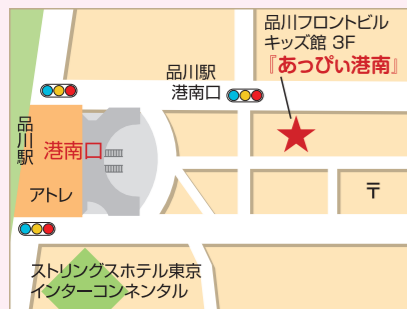 品川フロントビル
キッズ館 3F
『あっぴぃ港南』
品川駅
港南口
品川駅
港南口
アトレ
〒
ストリングスホテル東京
インターコンネンタル